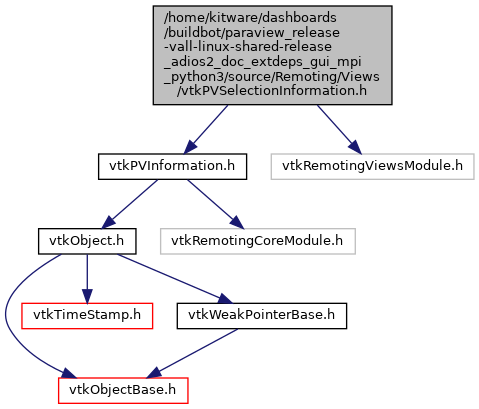 /home/kitware/dashboards
/buildbot/paraview_release
-vall-linux-shared-release
_adios2_doc_extdeps_gui_mpi
_python3/source/Remoting/Views
/vtkPVSelectionInformation.h
vtkPVInformation.h
vtkRemotingViewsModule.h
vtkObject.h
vtkRemotingCoreModule.h
vtkTimeStamp.h
vtkWeakPointerBase.h
vtkObjectBase.h